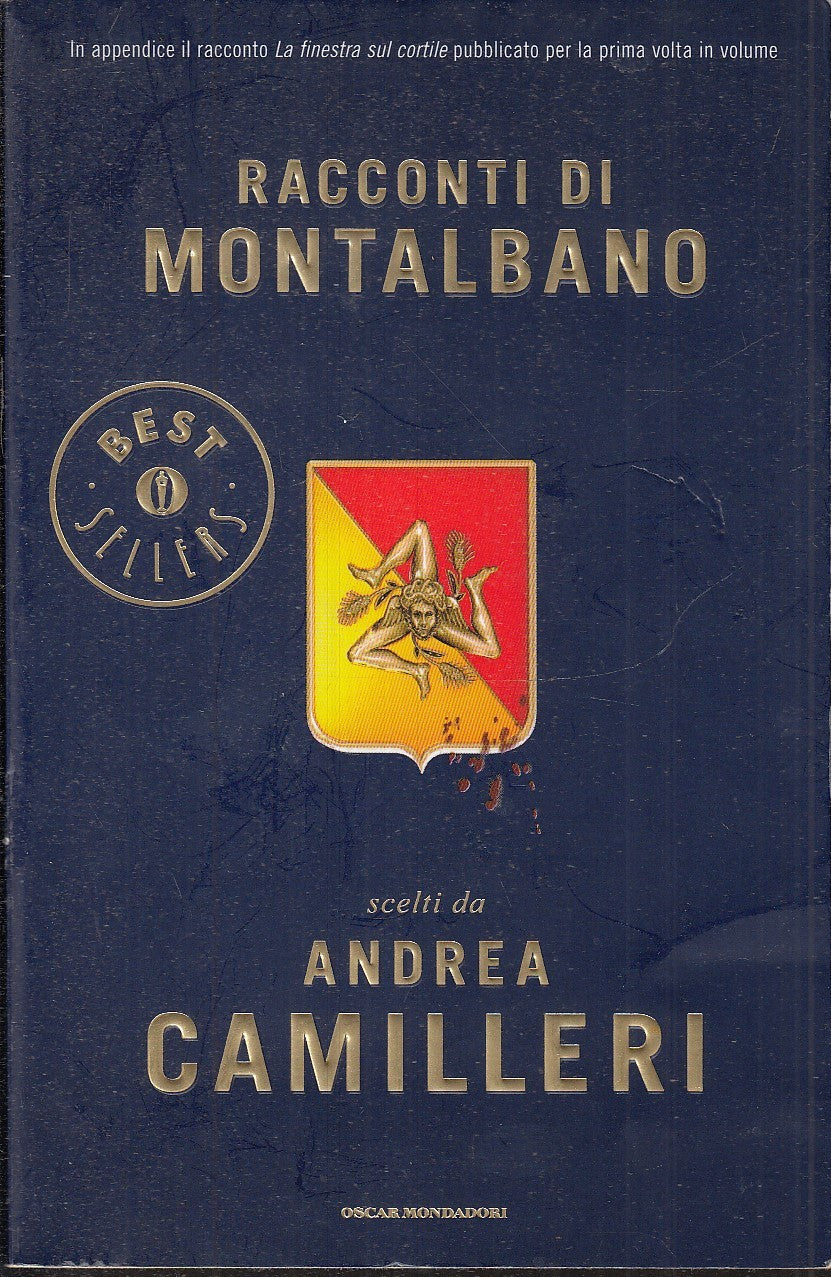 In appendice il racconto La finestra sul cortile pubblicato per la prima volta in volume
RACCONTI DI
MONTALBANO
BEST
SELLERS
scelti da
ANDREA
CAMILLERI
OSCAR MONDADORI